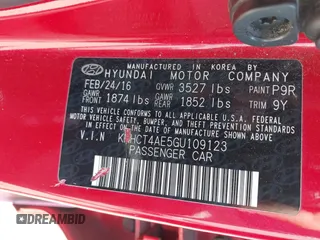 MANUFACTURED IN KOREA BY
HYUNDAI MOTOR COMPANY
FEB/24/16 GVWR 3527 lbs PAINT P9R
GAWR FRONT 1874 lbs GAWR REAR 1852 lbs TRIM 9Y
THIS VEHICLE CONFORMS TO ALL APPLICABLE
U.S. FEDERAL MOTOR VEHICLE SAFETY, BUMPER,
AND THEFT PREVENTION STANDARDS IN EFFECT
ON THE DATE OF MANUFACTURE SHOWN ABOVE.
V.I.N KMHCT4AE5GU109123
PASSENGER CAR
DREAMBID